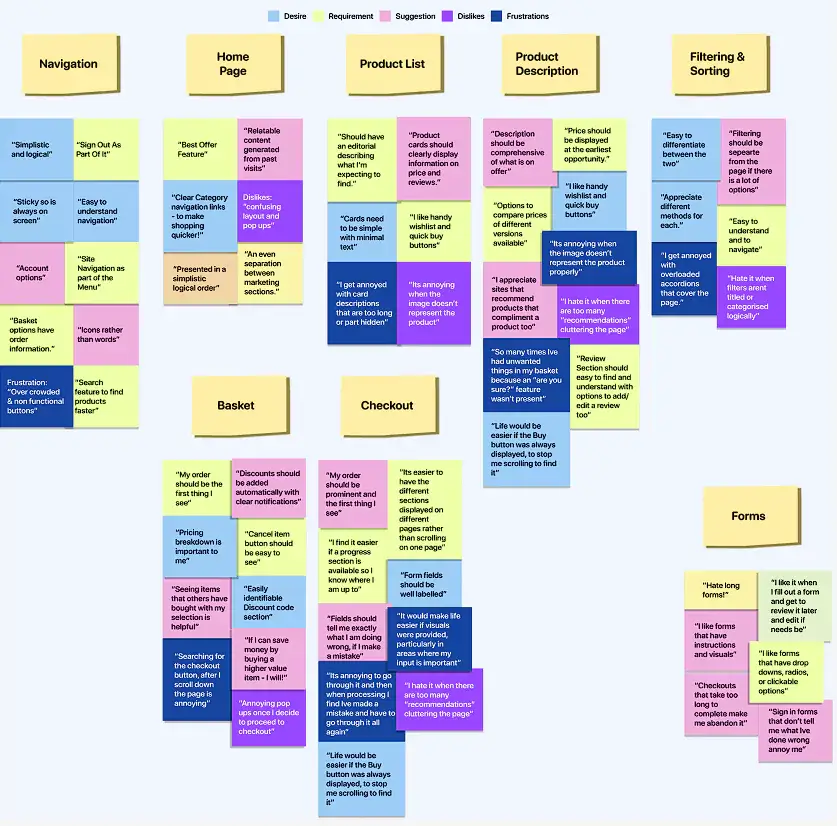 Desire
Requirement
Suggestion
Dislikes
Frustrations
Navigation
"Simplistic
and logical"
"Sign Out As
Part Of It"
"Sticky so is
always on
screen"
"Easy to
understand
navigation"
"Account
options"
"Site
Navigation as
part of the
Menu"
"Basket
options have
order
information."
"Icons rather
than words"
Frustration:
"Over crowded
& non functional
buttons"
"Search
feature to find
products
faster"
Home
Page
"Best Offer
Feature"
"Relatable
content
generated
from past
visits"
"Clear Category
navigation links
- to make
shopping
quicker!"
Dislikes:
"confusing
layout and
pop ups"
"Presented in a
simplistic
logical order"
"An even
separation
between
marketing
sections."
Product List
"Should have
an editorial
describing
what I'm
expecting to
find."
"Product
cards should
clearly display
information on
price and
reviews."
"Cards need
to be simple
with minimal
text"
"I like handy
wishlist and
quick buy
buttons"
"I get annoyed
with card
descriptions
that are too long
or part hidden"
"Its annoying
when the
image doesn't
represent the
product"
Product
Description
"Description
should be
comprehensive
of what is on
offer"
"Price should
be displayed
at the earliest
opportunity."
"Options to
compare prices
of different
versions
available"
"I like handy
wishlist and
quick buy
buttons"
"Its annoying when
the image doesn't
represent the product
properly"
"I appreciate
sites that
recommend
products that
compliment a
product too"
"I hate it when there
are too many
"recommendations"
cluttering the page"
"So many times Ive
had unwanted
things in my basket
because an "are you
sure?" feature
wasn't present"
"Review
Section should
easy to find and
understand with
options to add/
edit a review
too"
"Life would be
easier if the Buy
button was always
displayed, to stop
me scrolling to find
it"
Filtering &
Sorting
"Easy to
differentiate
between the
two"
"Filtering
should be
sepearte
from the
page if there
is a lot of
options"
"Appreciate
different
methods for
each."
"Easy to
understand
and to
navigate"
"I get annoyed
with
overloaded
accordions
that cover the
page."
"Hate it when
filters arent
titled or
categorised
logically"
Basket
"My order
should be the
first thing I
see"
"Discounts should
be added
automatically with
clear notifications"
"Pricing
breakdown is
important to
me"
"Cancel item
button should
be easy to
see"
"Seeing items
that others have
bought with my
selection is
helpful"
"Easily
identifiable
Discount code
section"
"If I can save
money by
buying a
higher value
item - I will!"
"Searching for
the checkout
button, after I
scroll down
the page is
annoying"
"Annoying pop
ups once I decide
to proceed to
checkout"
Checkout
"My order
should be
prominent and
the first thing I
see"
"Its easier to
have the
different
sections
displayed on
different
pages rather
than scrolling
on one page"
"I find it easier
if a progress
section is
available so I
know where I
am up to"
"Form fields
should be
well labelled"
"Fields should
tell me exactly
what I am doing
wrong, if I
make a mistake"
"It would make life
easier if visuals
were provided,
particularly in
areas where my
input is important"
"Its annoying to go
through it and then
when processing I
find Ive made a
mistake and have to
go through it all
again"
"I hate it when there
are too many
"recommendations"
cluttering the page"
"Life would be
easier if the Buy
button was always
displayed, to stop
me scrolling to find
it"
Forms
"Hate long
forms!"
"I like it when
I fill out a form
and get to
review it later
and edit if
needs be"
"I like forms
that have
instructions
and visuals"
"I like forms
that have drop
downs, radios,
or clickable
options"
"Checkouts
that take too
long to
complete make
me abandon it"
"Sign in forms
that don't tell
me what Ive
done wrong
annoy me"